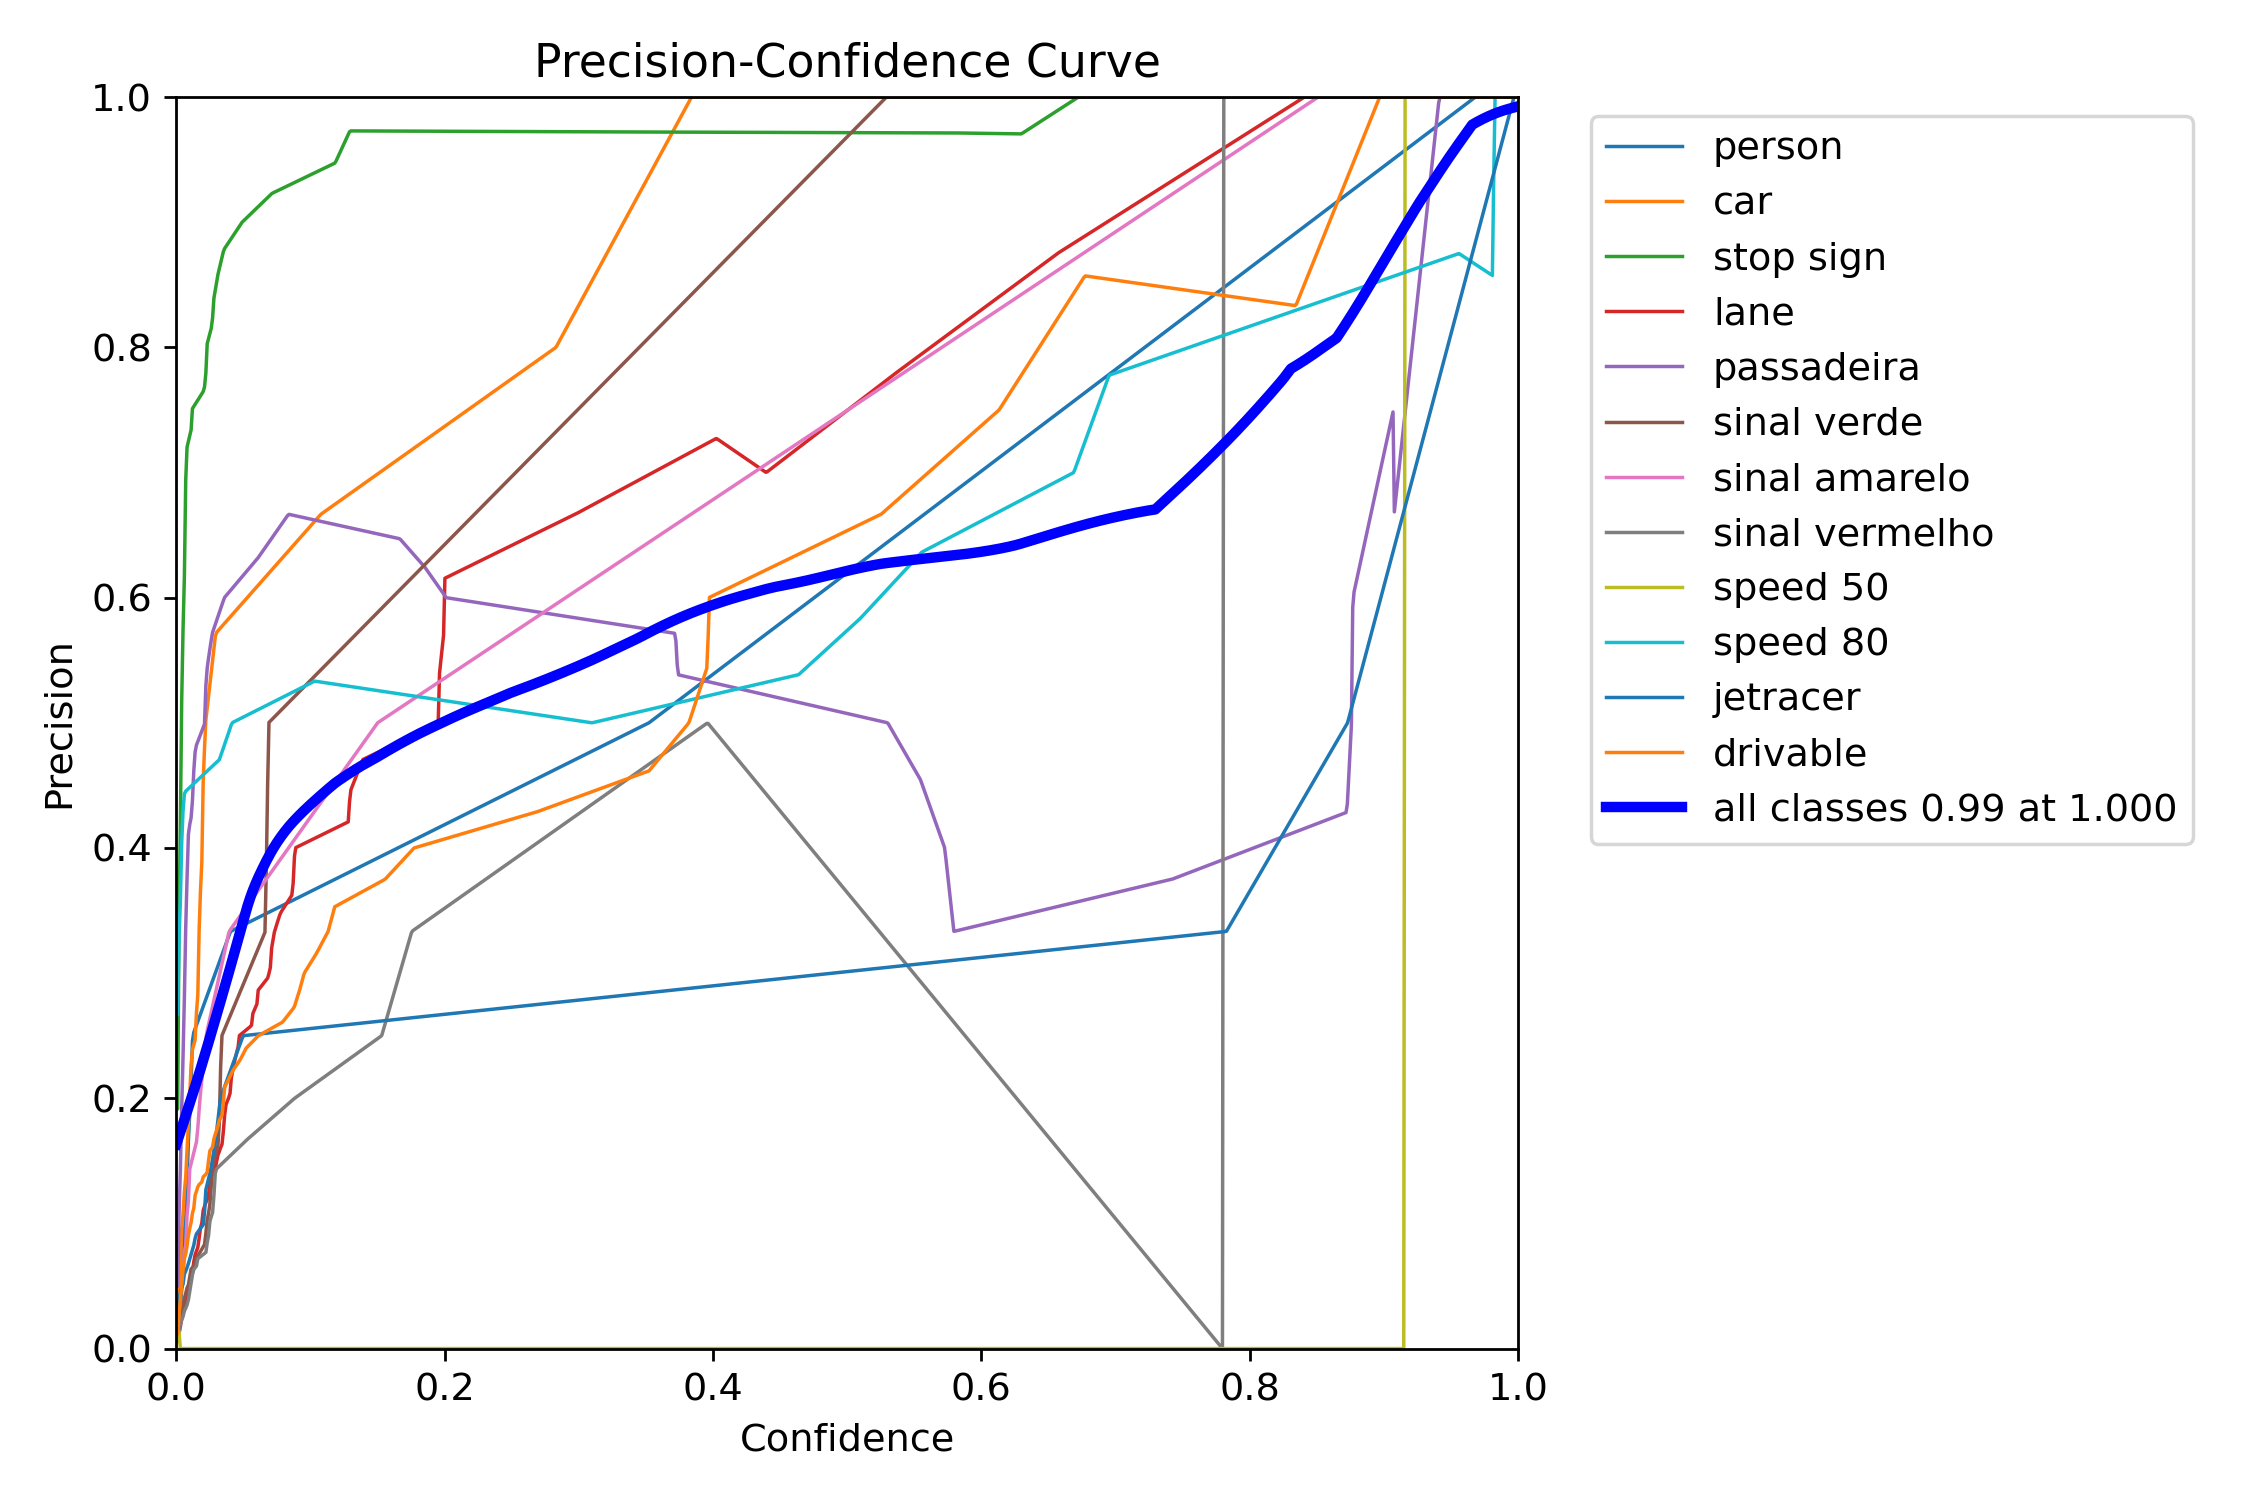 Precision-Confidence Curve
1.0
0.8
0.6
0.4
0.2
0.0
Precision
0.0 0.2 0.4 0.6 0.8 1.0
Confidence
person
car
stop sign
lane
passadeira
sinal verde
sinal amarelo
sinal vermelho
speed 50
speed 80
jetracer
drivable
all classes 0.99 at 1.000